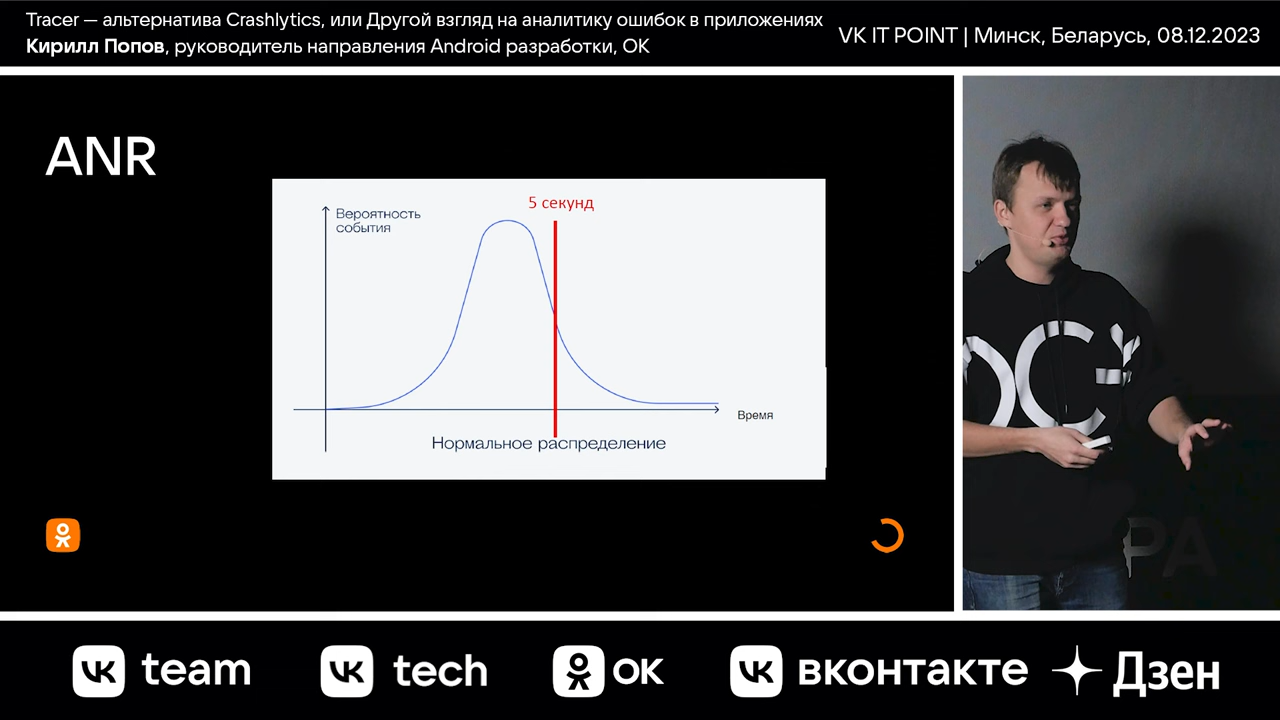 Tracer — альтернатива Crashlytics, или Другой взгляд на аналитику ошибок в приложениях
Кирилл Попов, руководитель направления Android разработки, ОК
VK IT POINT | Минск, Беларусь, 08.12.2023
ANR
5 секунд
Вероятность
события
Время
Нормальное распределение
РА
team
tech
ОК
вконтакте
Дзен